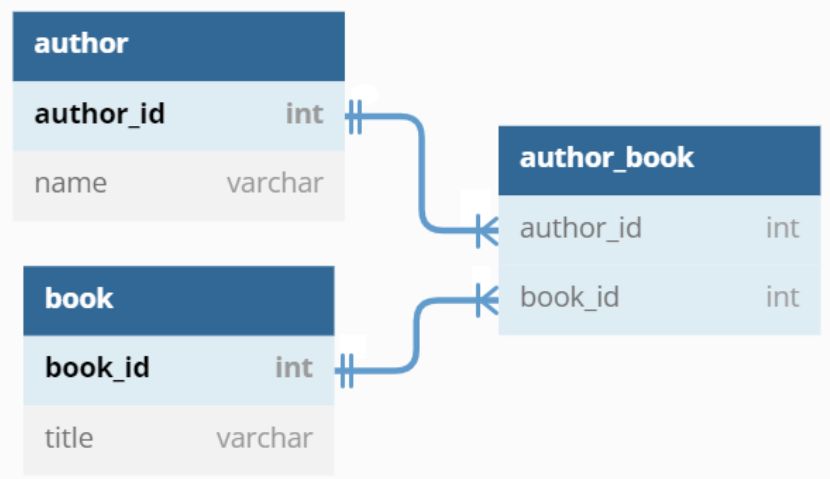 author
author_id int
name varchar
author_book
author_id int
book_id int
book
book_id int
title varchar